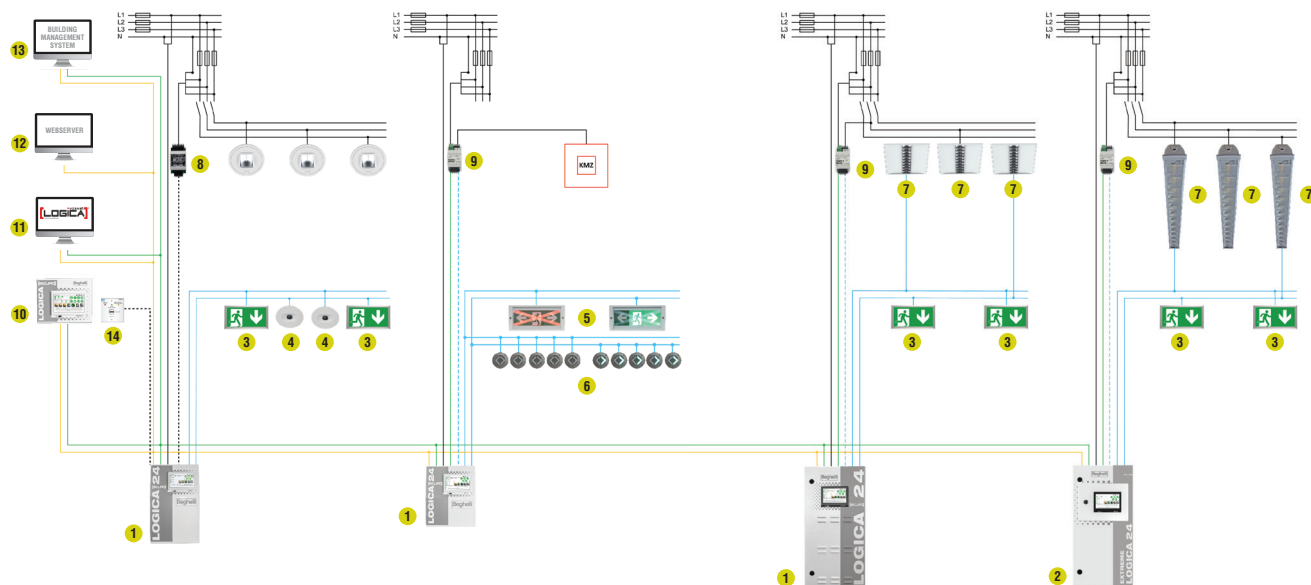 L1
L2
L3
N
L1
L2
L3
N
L1
L2
L3
N
L1
L2
L3
N
BUILDING
MANAGEMENT
SYSTEM
13
WEBSERVER
12
8
9
KMZ
9
7
7
7
9
7
7
7
[LOGICA]
11
LOGICA
Beghelli
10
14
3
4
4
3
5
6
3
3
3
3
LOGICA 24
Beghelli
1
LOGICA 24
Beghelli
1
LOGICA 24
Beghelli
1
EXTREME
LOGICA 24
Beghelli
2